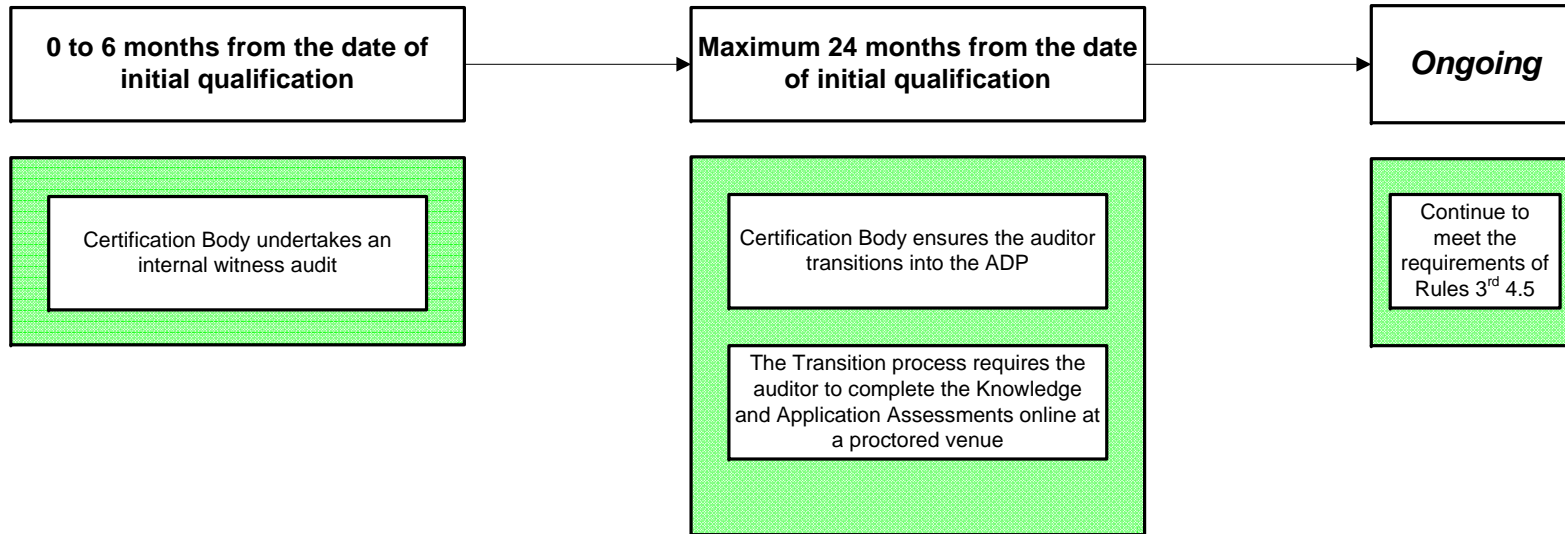 0 to 6 months from the date of
initial qualification
Maximum 24 months from the date
of initial qualification
Ongoing
Certification Body undertakes an
internal witness audit
Certification Body ensures the auditor
transitions into the ADP
The Transition process requires the
auditor to complete the Knowledge
and Application Assessments online at
a proctored venue
Continue to
meet the
requirements of
Rules 3rd 4.5